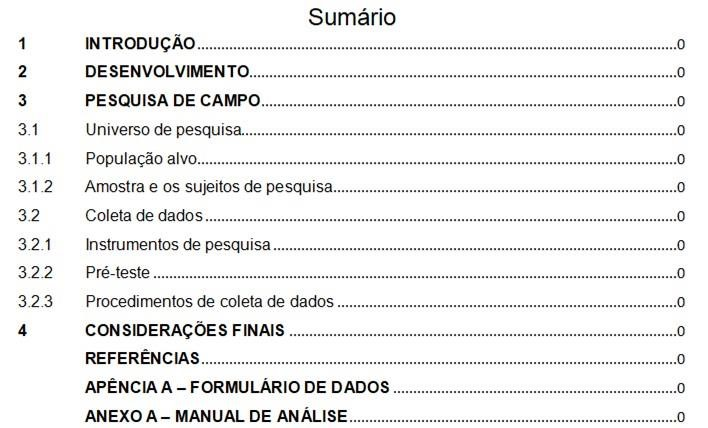 Sumário
1 INTRODUÇÃO...............................................................0
2 DESENVOLVIMENTO...............................................................0
3 PESQUISA DE CAMPO...............................................................0
3.1 Universo de pesquisa...............................................................0
3.1.1 População alvo...............................................................0
3.1.2 Amostra e os sujeitos de pesquisa...............................................................0
3.2 Coleta de dados...............................................................0
3.2.1 Instrumentos de pesquisa...............................................................0
3.2.2 Pré-teste...............................................................0
3.2.3 Procedimentos de coleta de dados...............................................................0
4 CONSIDERAÇÕES FINAIS...............................................................0
REFERÊNCIAS...............................................................0
APÊNCIA A – FORMULÁRIO DE DADOS...............................................................0
ANEXO A – MANUAL DE ANÁLISE...............................................................0